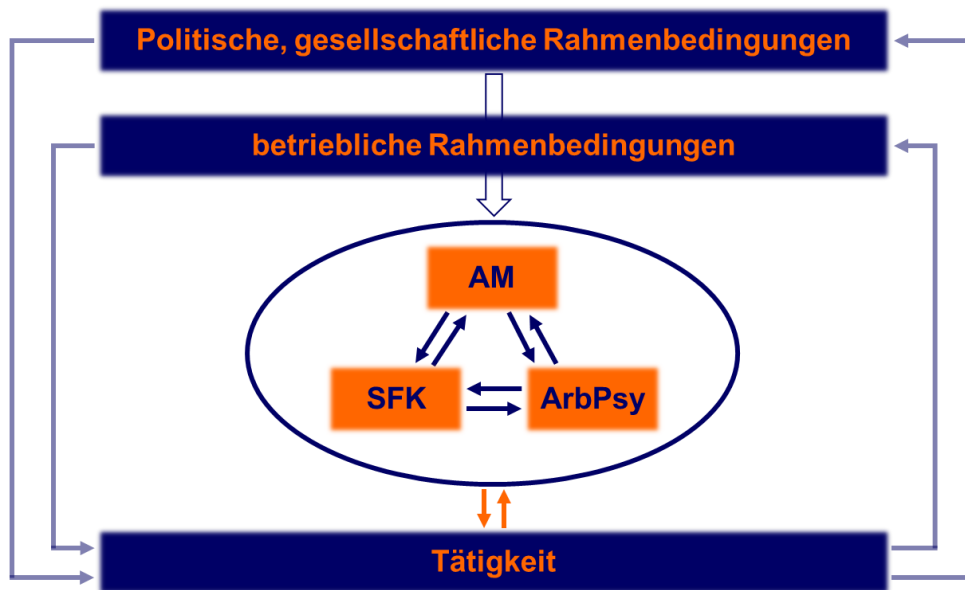 Politische, gesellschaftliche Rahmenbedingungen
betriebliche Rahmenbedingungen
AM
SFK
ArbPsy
Tätigkeit